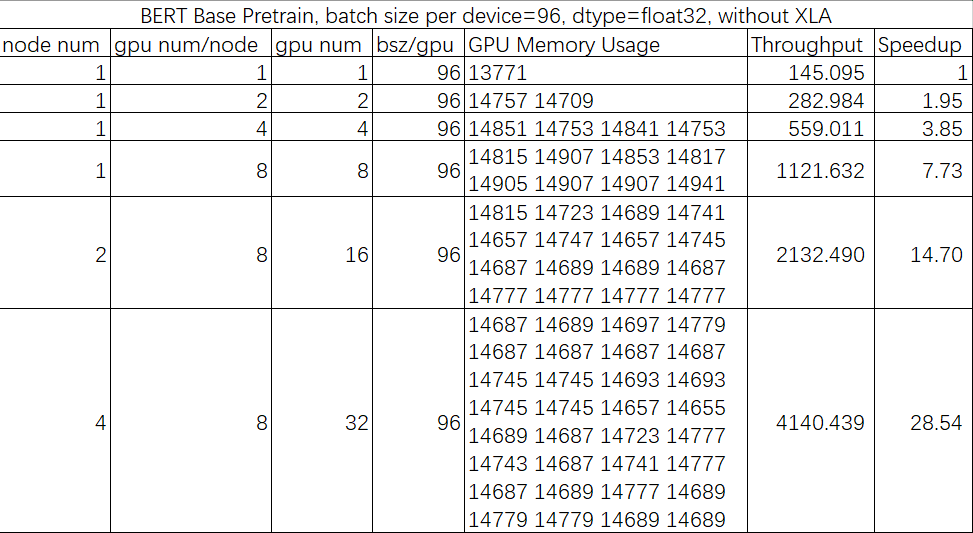 BERT Base Pretrain, batch size per device=96, dtype=float32, without XLA
node num gpu num/node gpu num bsz/gpu GPU Memory Usage Throughput Speedup
1 1 1 96 13771 145.095 1
1 2 2 96 14757 14709 282.984 1.95
1 4 4 96 14851 14753 14841 14753 559.011 3.85
1 8 8 96 14815 14907 14853 14817
14905 14907 14907 14941 1121.632 7.73
2 8 16 96 14815 14723 14689 14741
14657 14747 14657 14745
14687 14689 14689 14687
14777 14777 14777 14777 2132.490 14.70
4 8 32 96 14687 14689 14697 14779
14687 14687 14687 14687
14745 14745 14693 14693
14745 14745 14657 14655
14689 14687 14723 14777
14743 14687 14741 14777
14687 14689 14777 14689
14779 14779 14689 14689 4140.439 28.54